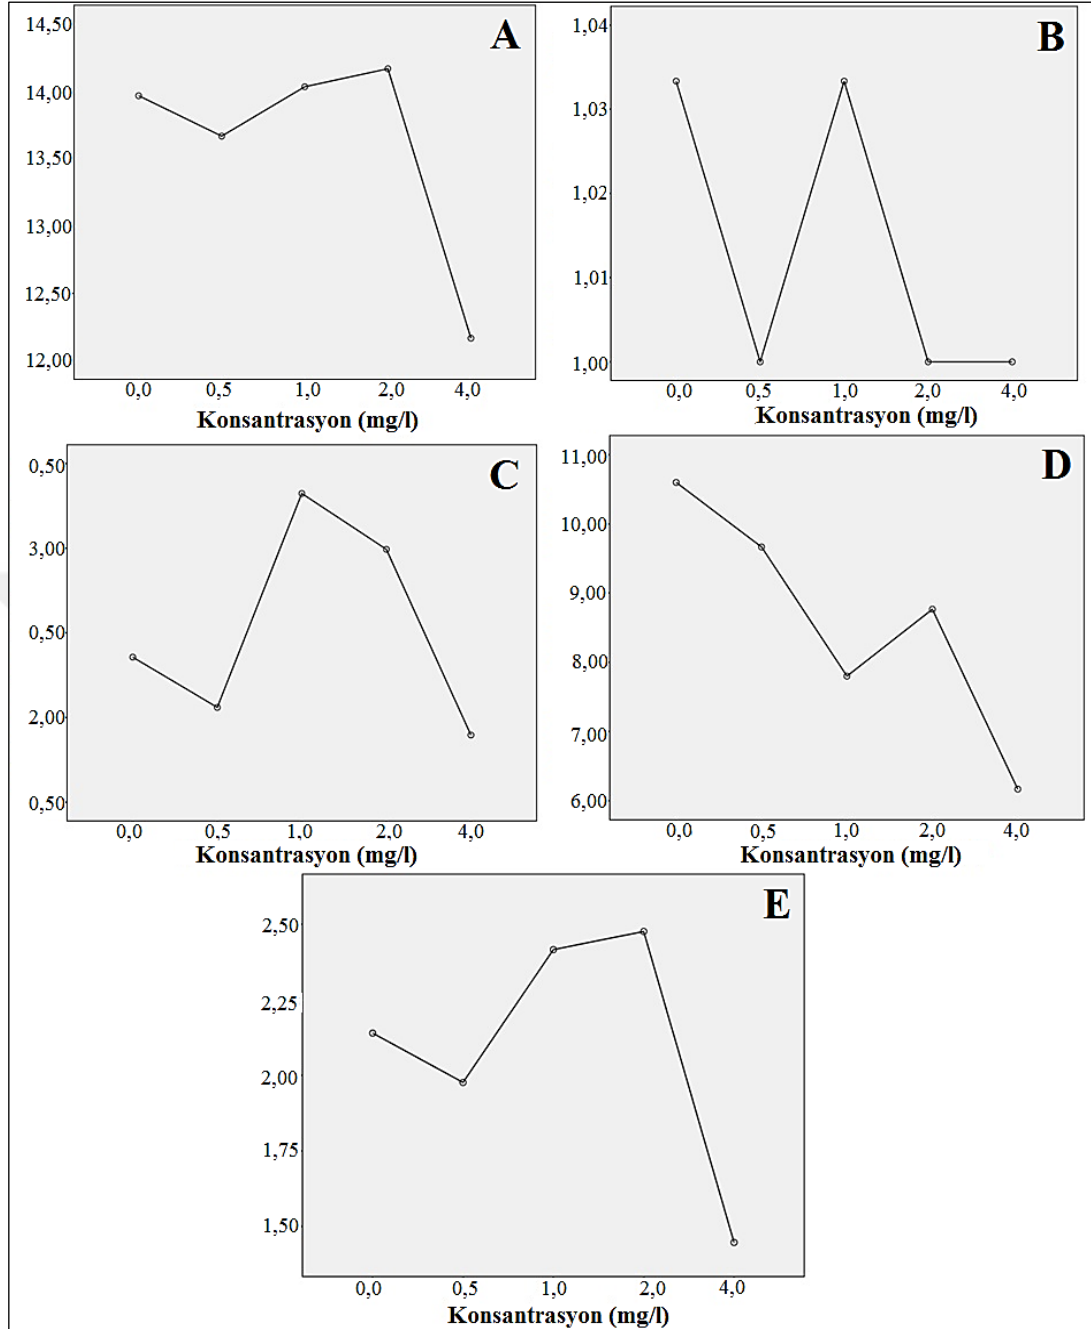 A
14,50
14,00
13,50
13,00
12,50
12,00
0,0 0,5 1,0 2,0 4,0
Konsantrasyon (mg/l)
B
1,04
1,03
1,02
1,01
1,00
0,0 0,5 1,0 2,0 4,0
Konsantrasyon (mg/l)
C
0,50
3,00
0,50
2,00
0,50
0,0 0,5 1,0 2,0 4,0
Konsantrasyon (mg/l)
D
11,00
10,00
9,00
8,00
7,00
6,00
0,0 0,5 1,0 2,0 4,0
Konsantrasyon (mg/l)
E
2,50
2,25
2,00
1,75
1,50
0,0 0,5 1,0 2,0 4,0
Konsantrasyon (mg/l)